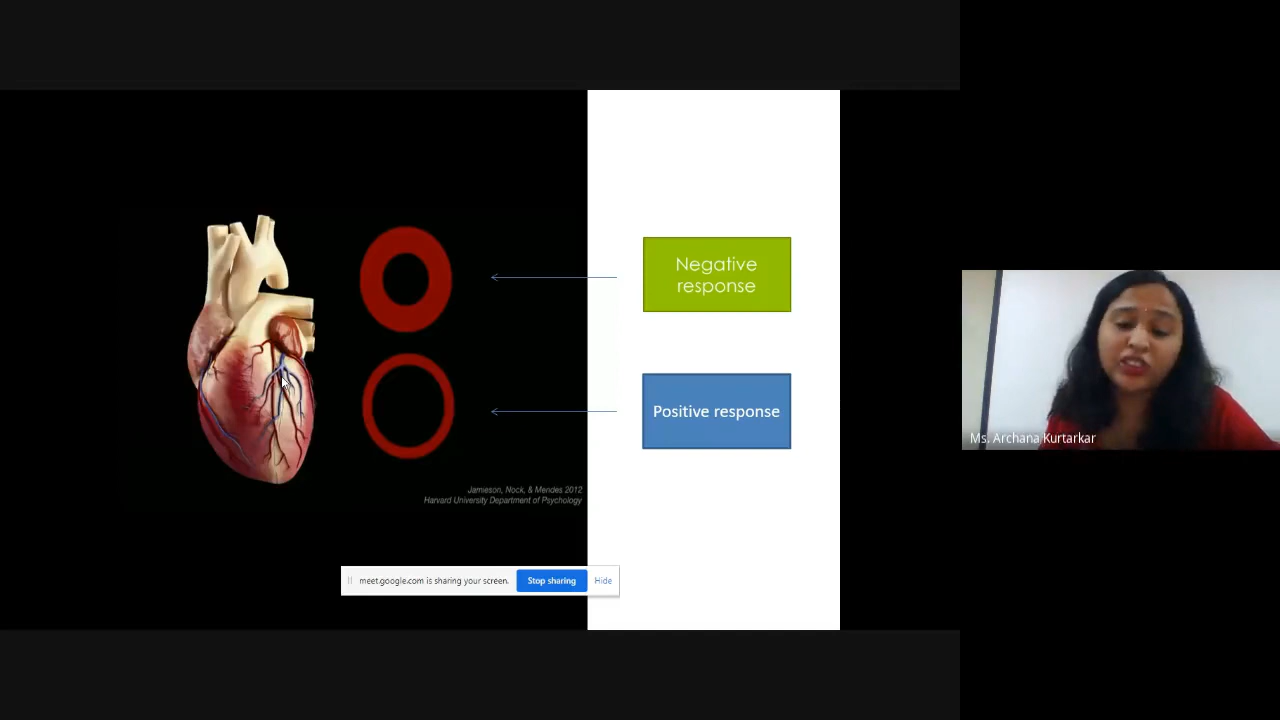 Negative
response
Positive response
Jamieson, Nock, & Mendes 2012
Harvard University Department of Psychology
Ms. Archana Kurtarkar
meet.google.com is sharing your screen.
Stop sharing
Hide